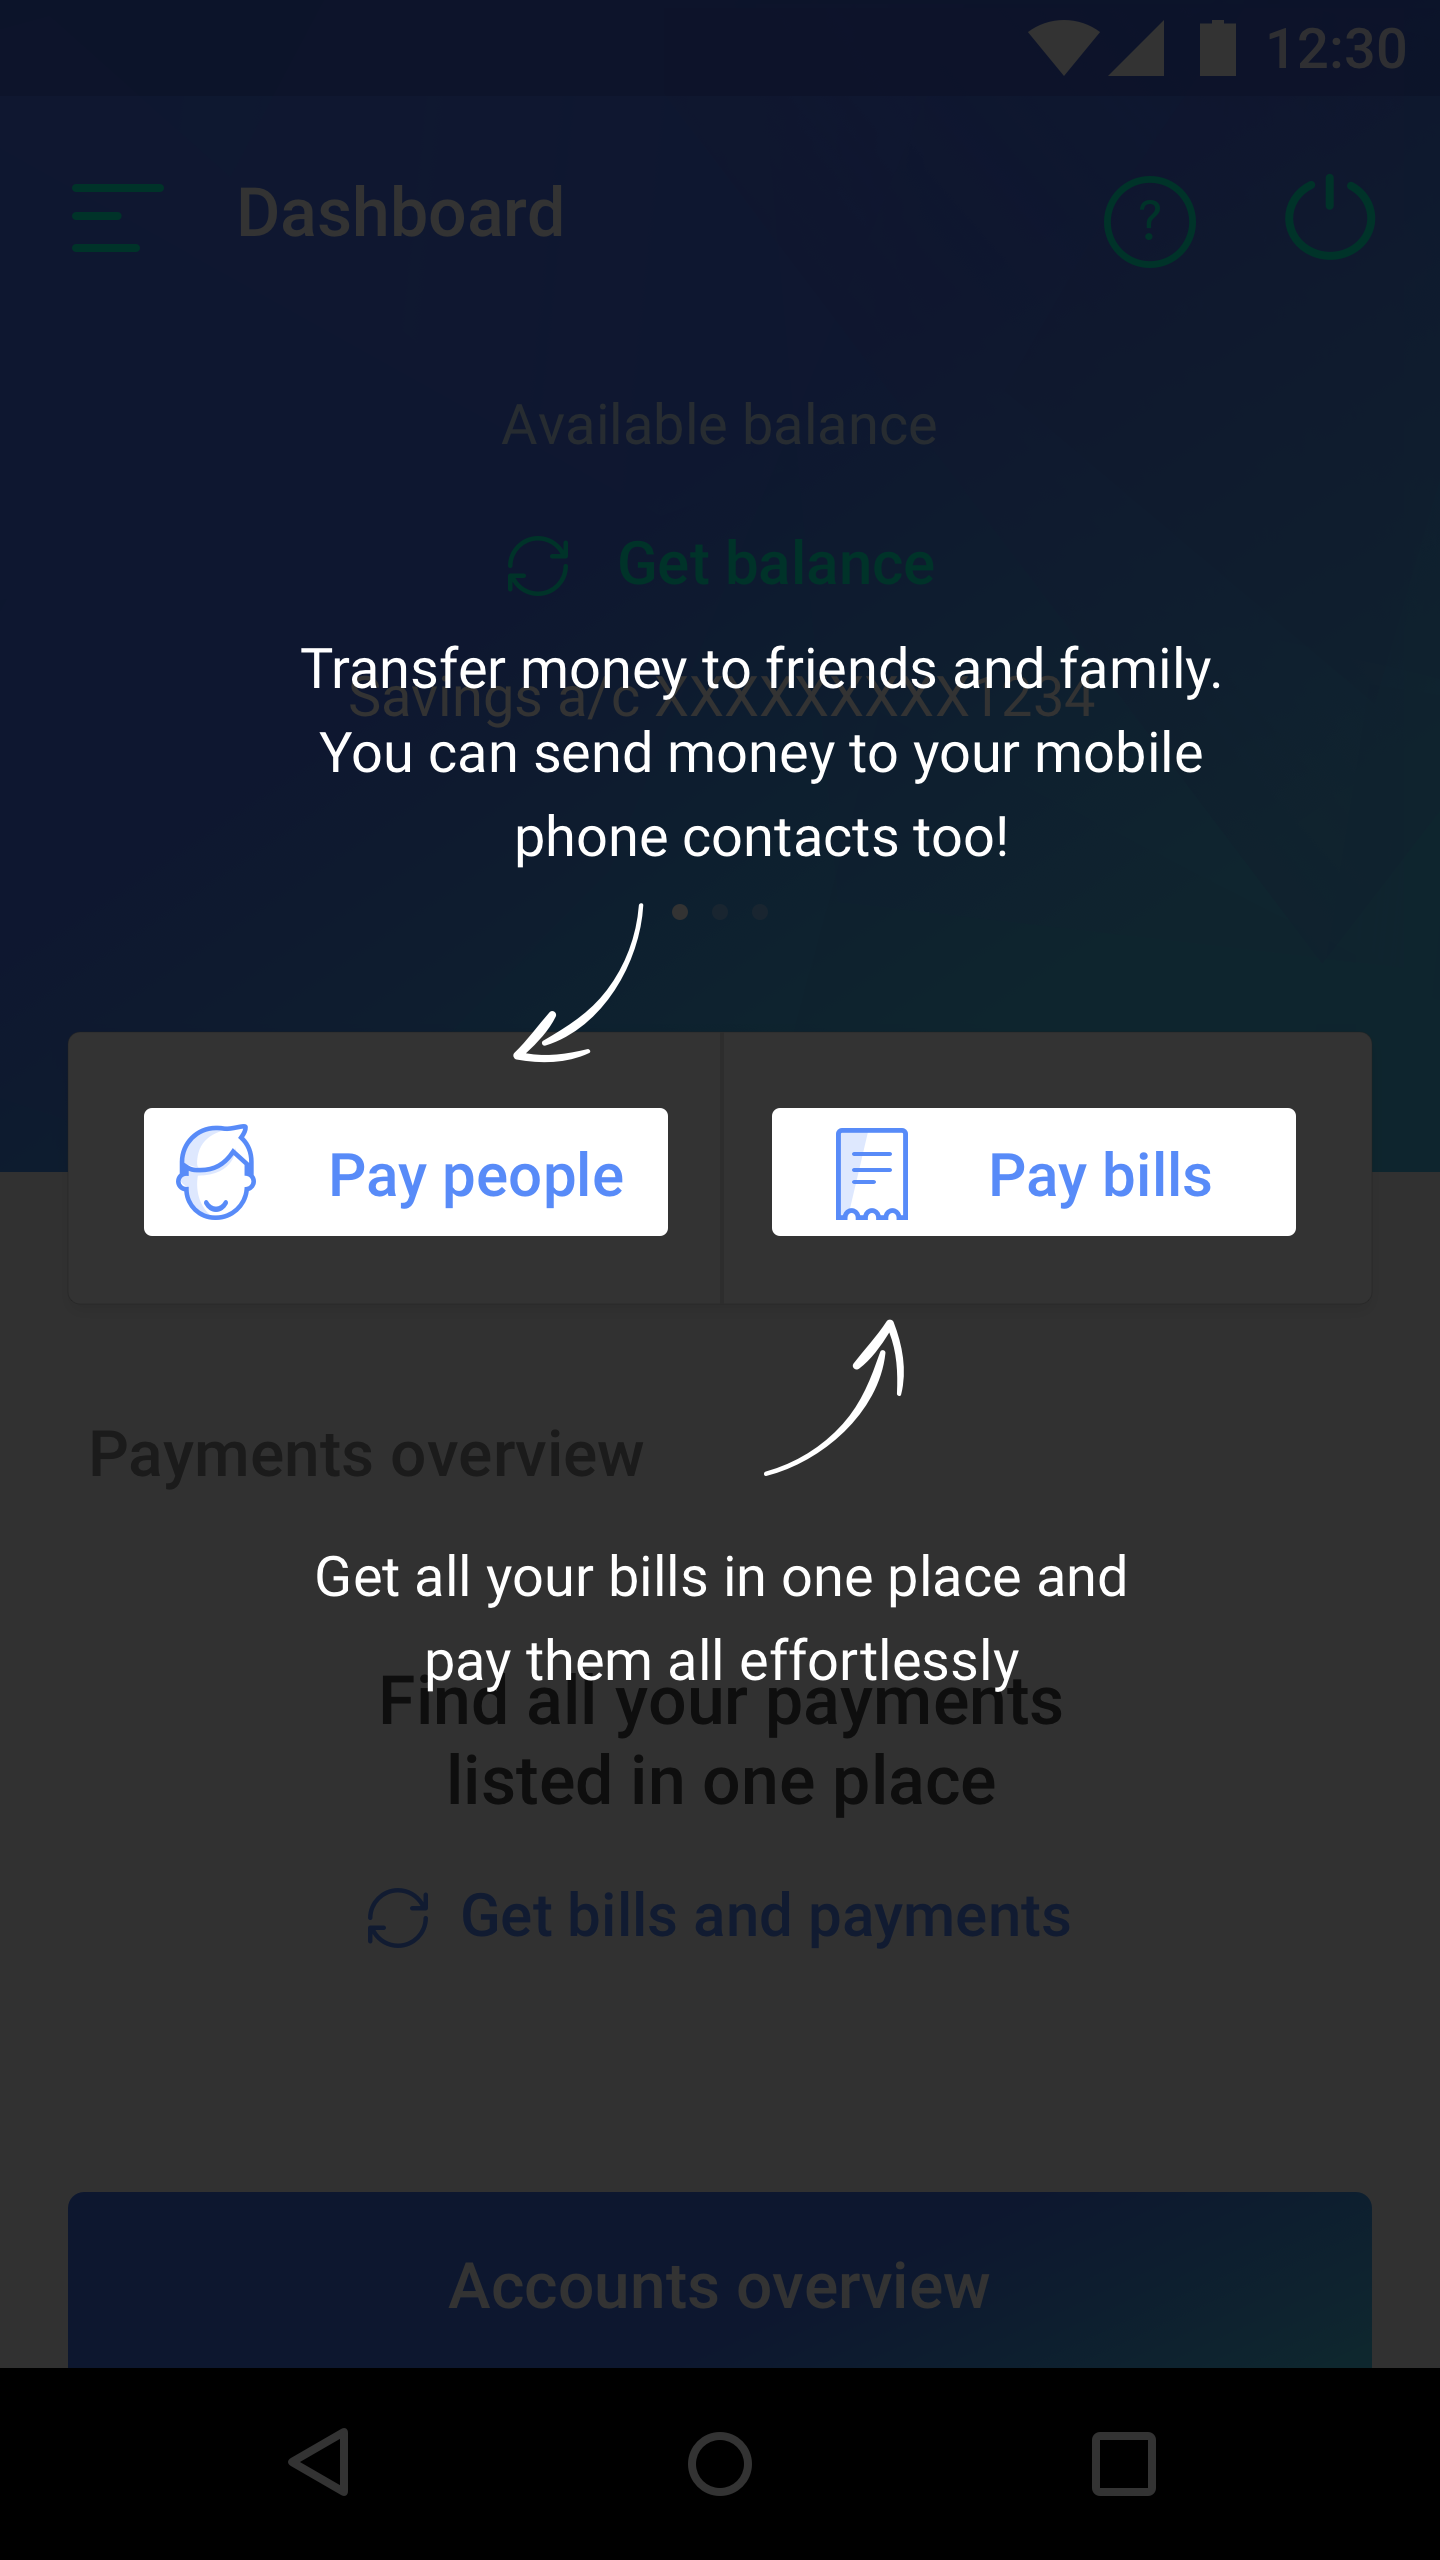 12:30
Dashboard
?
Available balance
Get balance
Transfer money to friends and family.
Savings a/c XXXXXXXXX1234
You can send money to your mobile
phone contacts too!
Pay people
Pay bills
Payments overview
Get all your bills in one place and
pay them all effortlessly
Find all your payments
listed in one place
Get bills and payments
Accounts overview